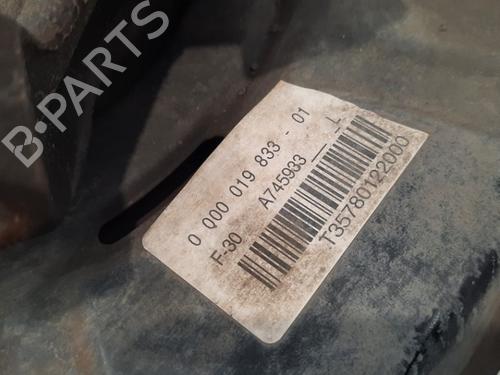 B-PARTS
0 000 019 833 - 01
F-30 A745933 L
T35780122000